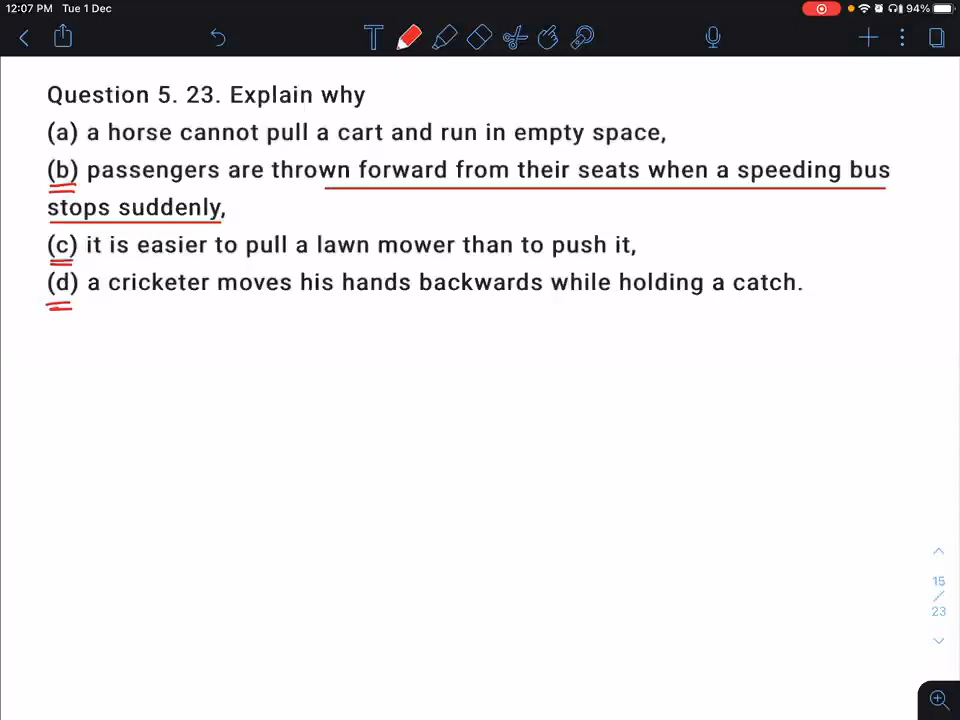 12:07 PM Tue 1 Dec
94%
Question 5. 23. Explain why
(a) a horse cannot pull a cart and run in empty space,
(b) passengers are thrown forward from their seats when a speeding bus
stops suddenly,
(c) it is easier to pull a lawn mower than to push it,
(d) a cricketer moves his hands backwards while holding a catch.
15
/
23